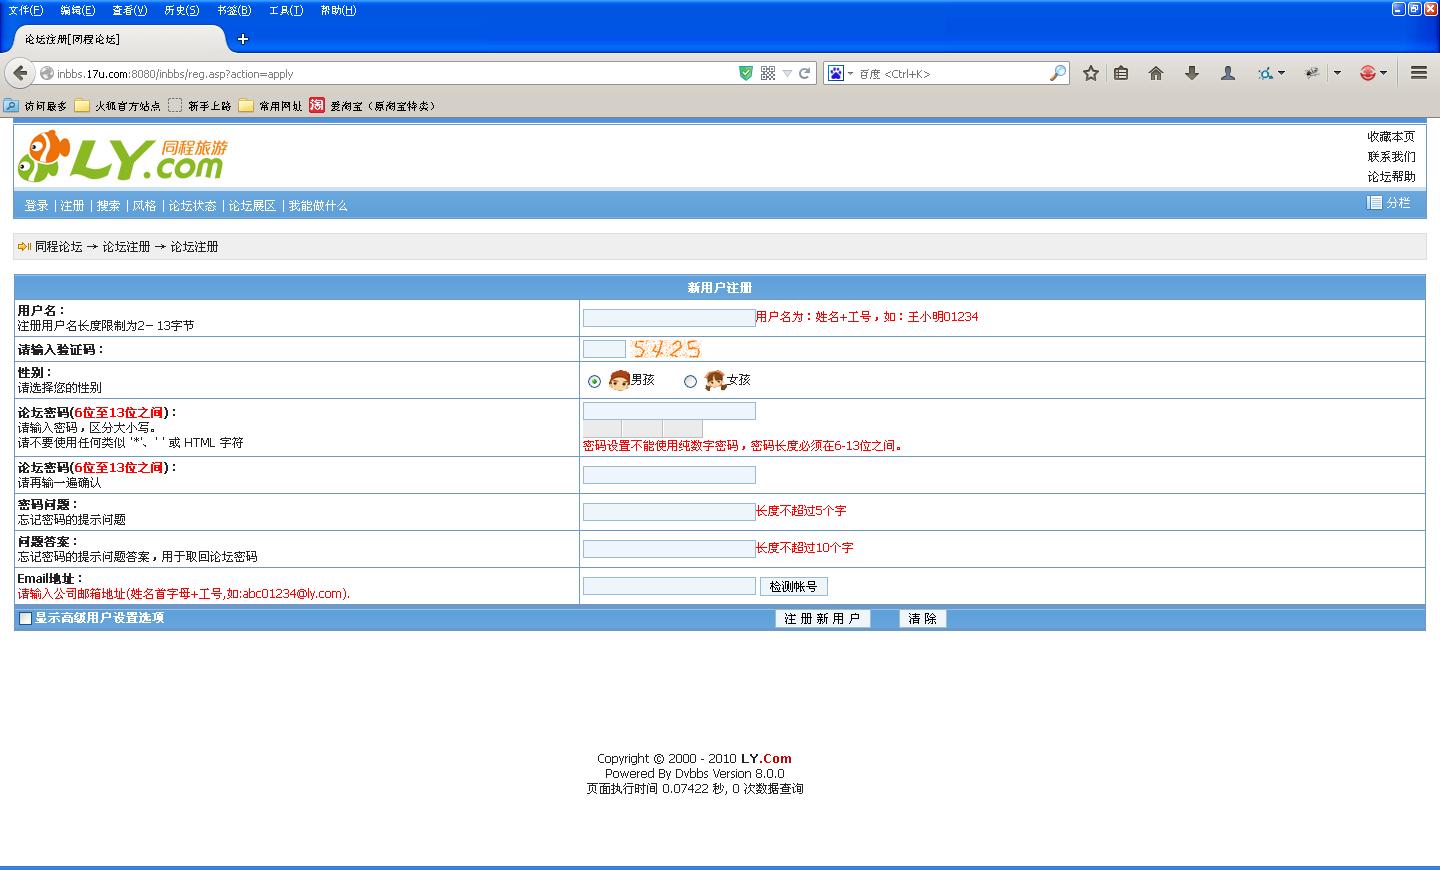 文件(F) 编辑(E) 查看(V) 历史(S) 书签(B) 工具(T) 帮助(H)
论坛注册[同程论坛]
inbbs.17u.com:8080/inbbs/reg.asp?action=apply
百度 <Ctrl+K>
访问最多 火狐官方站点 新手上路 常用网址 淘 爱淘宝（原淘宝特卖）
LY.com 同程旅游
收藏本页
联系我们
论坛帮助
登录 | 注册 | 搜索 | 风格 | 论坛状态 | 论坛展区 | 我能做什么
分栏
同程论坛 → 论坛注册 → 论坛注册
新用户注册
用户名：
注册用户名长度限制为2－13字节
用户名为：姓名+工号，如：王小明01234
请输入验证码：
5425
性别：
请选择您的性别
男孩 女孩
论坛密码(6位至13位之间)：
请输入密码，区分大小写。
请不要使用任何类似 '*'、' ' 或 HTML 字符
密码设置不能使用纯数字密码，密码长度必须在6-13位之间。
论坛密码(6位至13位之间)：
请再输一遍确认
密码问题：
忘记密码的提示问题
长度不超过5个字
问题答案：
忘记密码的提示问题答案，用于取回论坛密码
长度不超过10个字
Email地址：
请输入公司邮箱地址(姓名首字母+工号,如:abc01234@ly.com).
检测帐号
显示高级用户设置选项
注 册 新 用 户
清 除
Copyright © 2000 - 2010 LY.Com
Powered By Dvbbs Version 8.0.0
页面执行时间 0.07422 秒, 0 次数据查询